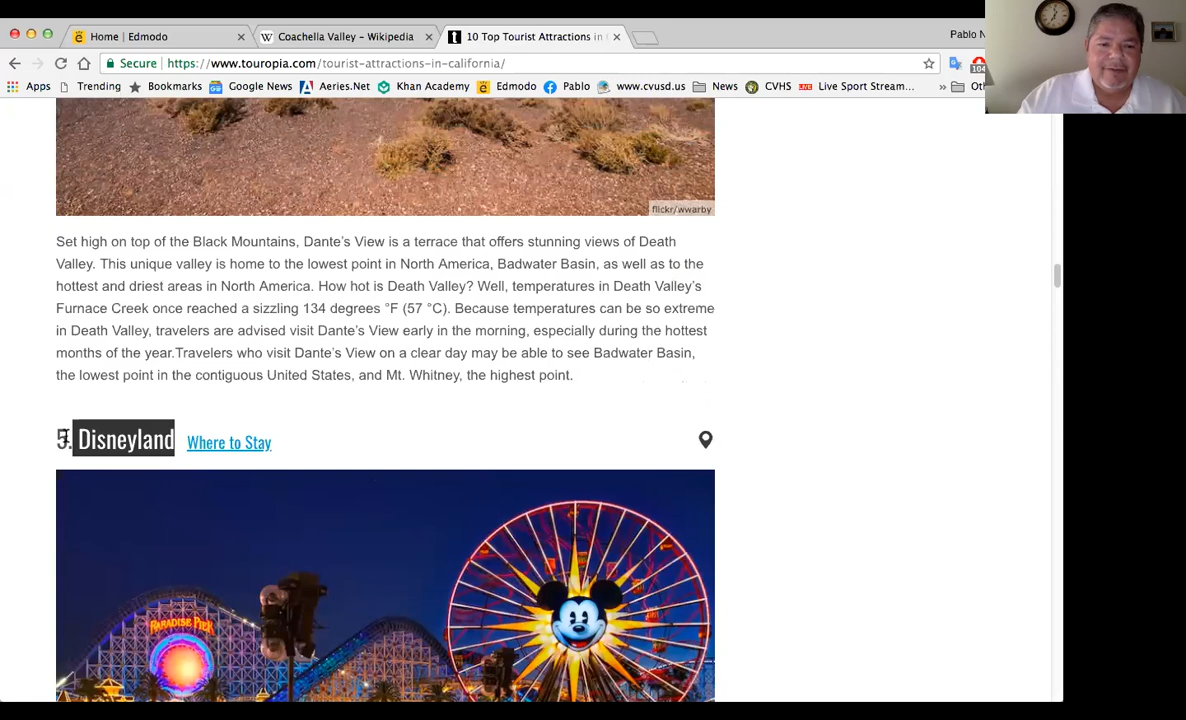 Home | Edmodo
Coachella Valley - Wikipedia
10 Top Tourist Attractions in
Pablo N
Secure
https://www.touropia.com/tourist-attractions-in-california/
104
Apps Trending Bookmarks Google News Aeries.Net Khan Academy Edmodo Pablo www.cvusd.us News CVHS LIVE Live Sport Stream... »
flickr/wwarby
Set high on top of the Black Mountains, Dante's View is a terrace that offers stunning views of Death
Valley. This unique valley is home to the lowest point in North America, Badwater Basin, as well as to the
hottest and driest areas in North America. How hot is Death Valley? Well, temperatures in Death Valley's
Furnace Creek once reached a sizzling 134 degrees °F (57 °C). Because temperatures can be so extreme
in Death Valley, travelers are advised visit Dante's View early in the morning, especially during the hottest
months of the year.Travelers who visit Dante's View on a clear day may be able to see Badwater Basin,
the lowest point in the contiguous United States, and Mt. Whitney, the highest point.
5. Disneyland Where to Stay
PARADISE PIER